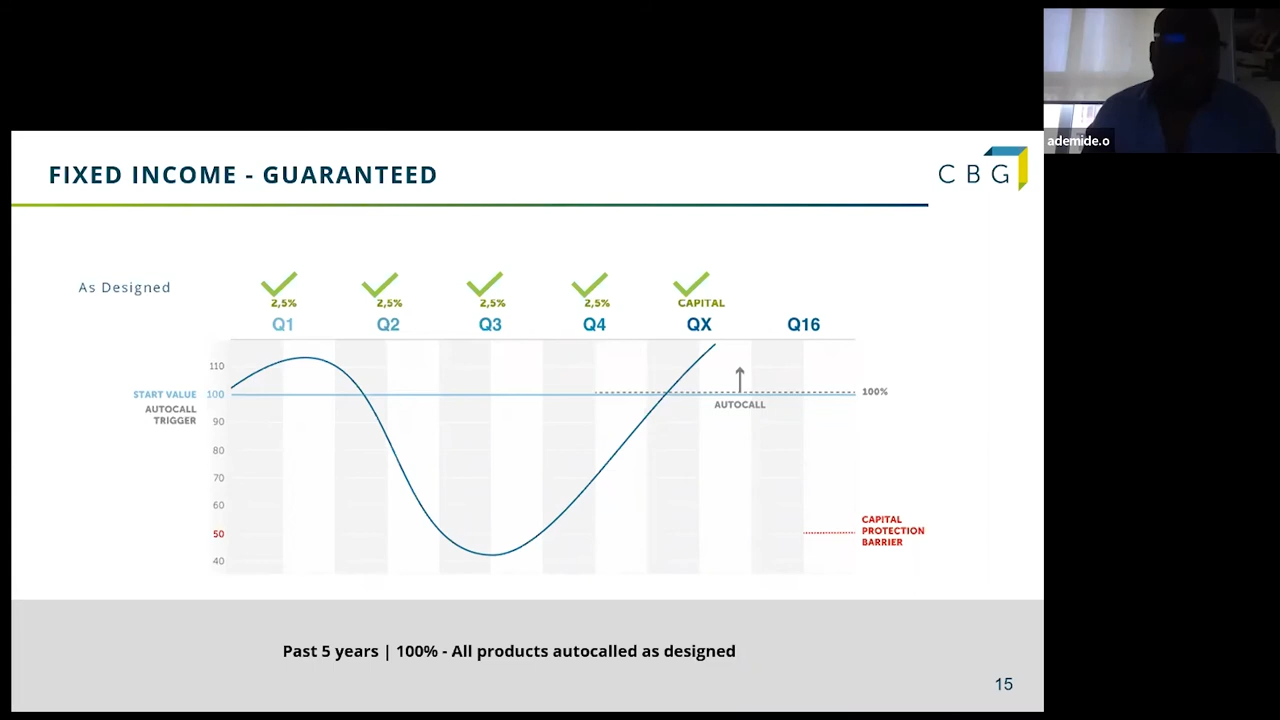 ademide.o
FIXED INCOME - GUARANTEED
CBG
As Designed
2,5% 2,5% 2,5% 2,5% CAPITAL
Q1 Q2 Q3 Q4 QX Q16
110
START VALUE 100
100%
AUTOCALL
TRIGGER
AUTOCALL
90
80
70
60
50
CAPITAL
PROTECTION
BARRIER
40
Past 5 years | 100% - All products autocalled as designed
15